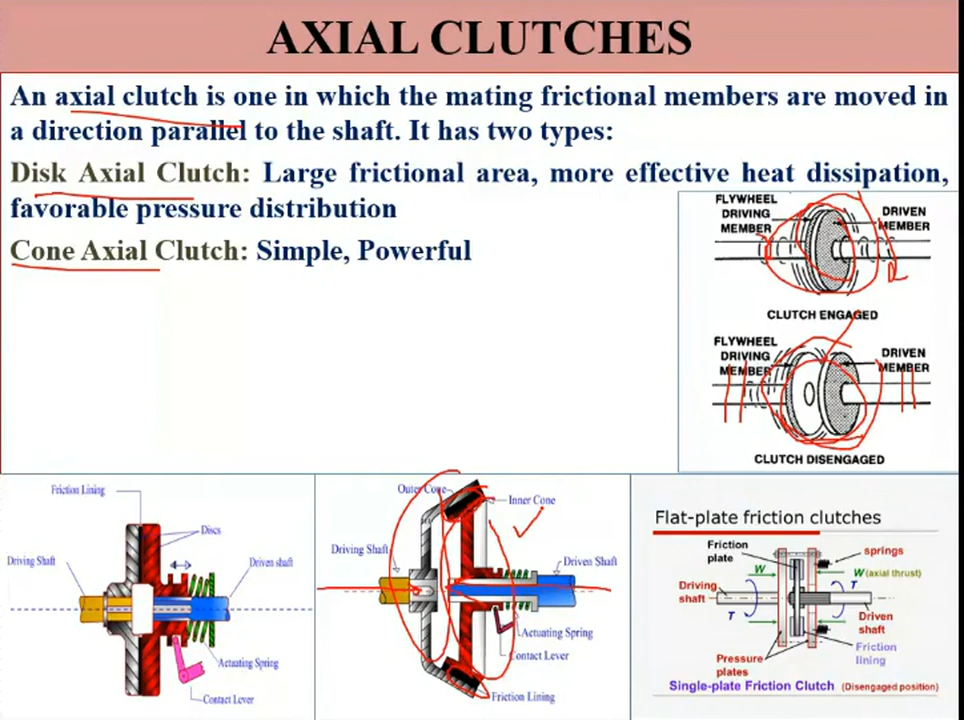 AXIAL CLUTCHES
An axial clutch is one in which the mating frictional members are moved in
a direction parallel to the shaft. It has two types:
Disk Axial Clutch: Large frictional area, more effective heat dissipation,
favorable pressure distribution
Cone Axial Clutch: Simple, Powerful
FLYWHEEL
DRIVING
MEMBER
DRIVEN
MEMBER
CLUTCH ENGAGED
FLYWHEEL
DRIVING
MEMBER
DRIVEN
MEMBER
CLUTCH DISENGAGED
Friction Lining
Discs
Driving Shaft
Driven shaft
Actuating Spring
Contact Lever
Outer Cone
Inner Cone
Driving Shaft
Driven Shaft
Actuating Spring
Contact Lever
Friction Lining
Flat-plate friction clutches
Friction
plate
springs
W
W (axial thrust)
Driving
shaft
T
T
Driven
shaft
Friction
lining
Pressure
plates
Single-plate Friction Clutch (Disengaged position)